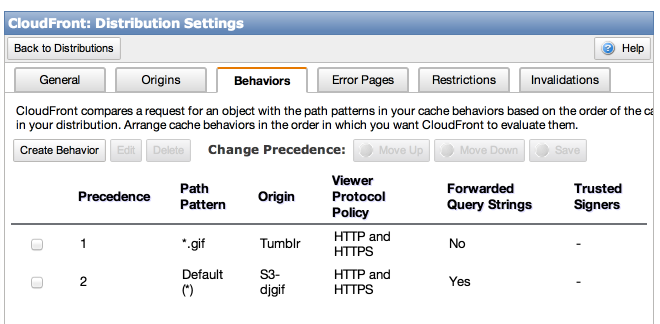 CloudFront: Distribution Settings
Back to Distributions
? Help
General Origins Behaviors Error Pages Restrictions Invalidations
CloudFront compares a request for an object with the path patterns in your cache behaviors based on the order of the ca
in your distribution. Arrange cache behaviors in the order in which you want CloudFront to evaluate them.
Create Behavior Edit Delete Change Precedence: Move Up Move Down Save
Precedence
Path
Pattern
Origin
Viewer
Protocol
Policy
Forwarded
Query Strings
Trusted
Signers
1
*.gif
Tumblr
HTTP and
HTTPS
No
-
2
Default
(*)
S3-
djgif
HTTP and
HTTPS
Yes
-